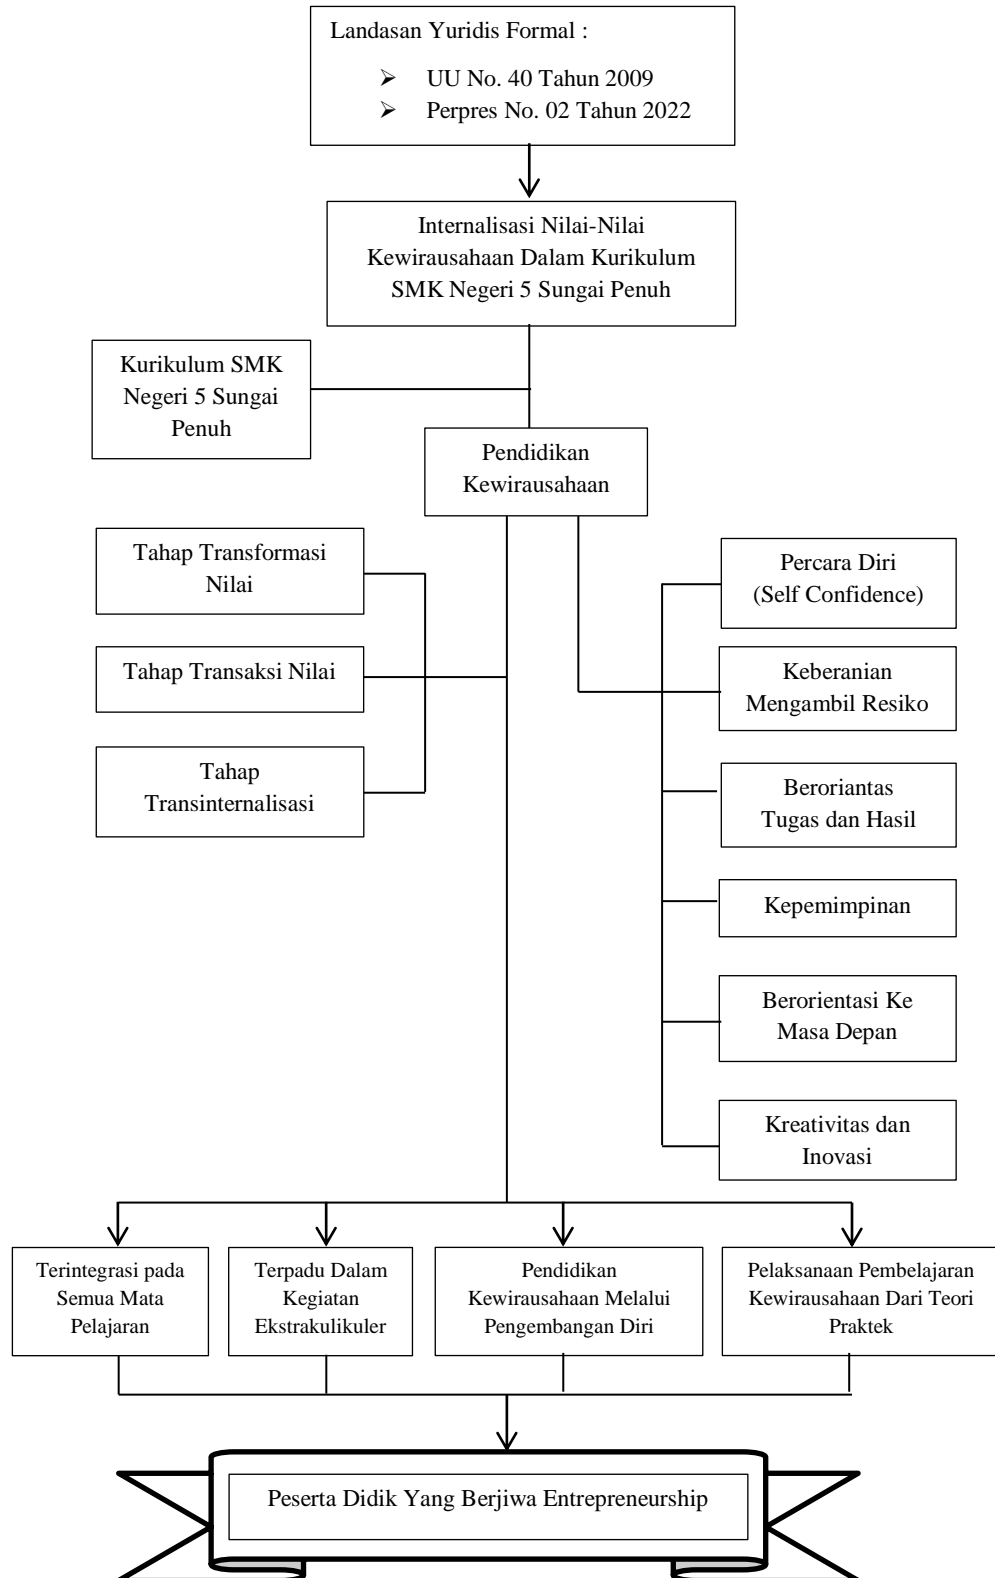 Landasan Yuridis Formal :
➢ UU No. 40 Tahun 2009
➢ Perpres No. 02 Tahun 2022
Internalisasi Nilai-Nilai
Kewirausahaan Dalam Kurikulum
SMK Negeri 5 Sungai Penuh
Kurikulum SMK
Negeri 5 Sungai
Penuh
Pendidikan
Kewirausahaan
Tahap Transformasi
Nilai
Tahap Transaksi Nilai
Tahap
Transinternalisasi
Percara Diri
(Self Confidence)
Keberanian
Mengambil Resiko
Beroriantas
Tugas dan Hasil
Kepemimpinan
Berorientasi Ke
Masa Depan
Kreativitas dan
Inovasi
Terintegrasi pada
Semua Mata
Pelajaran
Terpadu Dalam
Kegiatan
Ekstrakulikuler
Pendidikan
Kewirausahaan Melalui
Pengembangan Diri
Pelaksanaan Pembelajaran
Kewirausahaan Dari Teori
Praktek
Peserta Didik Yang Berjiwa Entrepreneurship